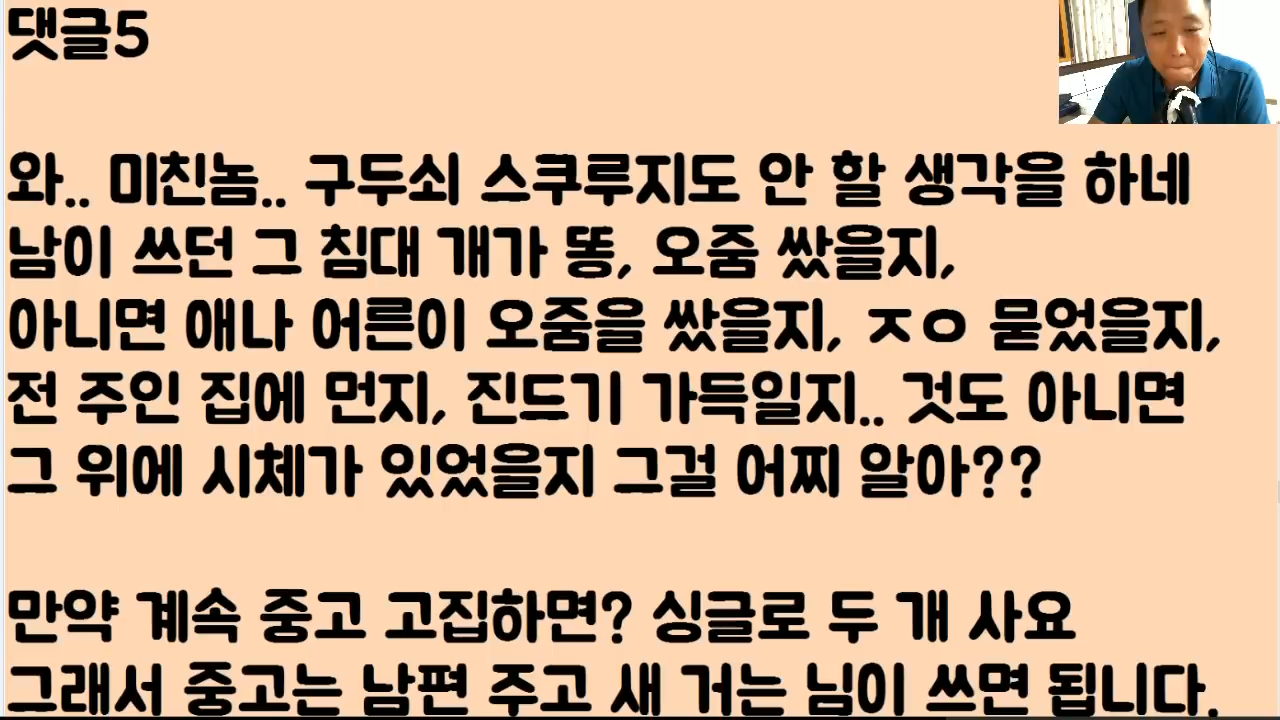 댓글5
와.. 미친놈.. 구두쇠 스쿠루지도 안 할 생각을 하네
남이 쓰던 그 침대 개가 똥, 오줌 쌌을지,
아니면 애나 어른이 오줌을 쌌을지, ㅈㅇ 묻었을지,
전 주인 집에 먼지, 진드기 가득일지.. 것도 아니면
그 위에 시체가 있었을지 그걸 어찌 알아??
만약 계속 중고 고집하면? 싱글로 두 개 사요
그래서 중고는 남편 주고 새 거는 님이 쓰면 됩니다.